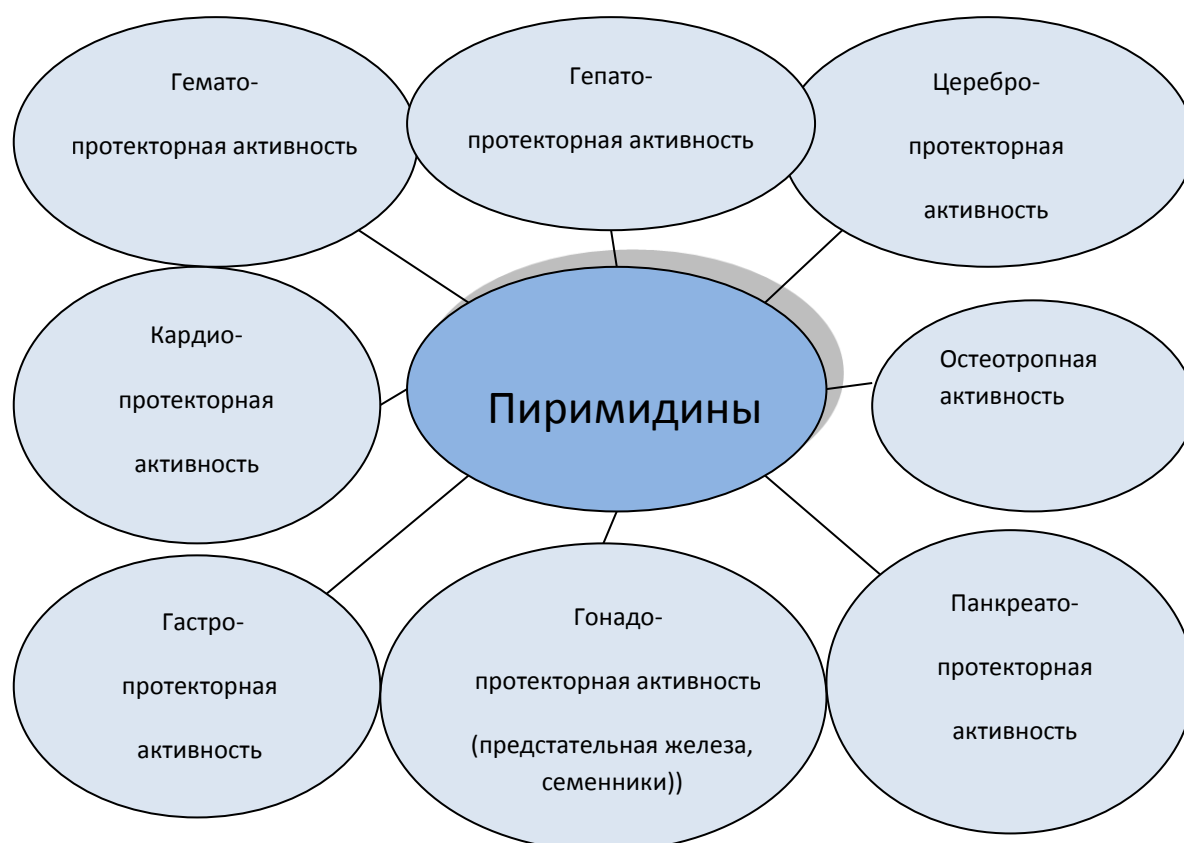 Гемато-
протекторная активность
Гепато-
протекторная активность
Церебро-
протекторная
активность
Кардио-
протекторная
активность
Пиримидины
Остеотропная
активность
Гастро-
протекторная
активность
Гонадо-
протекторная активность
(предстательная железа,
семенники))
Панкреато-
протекторная
активность